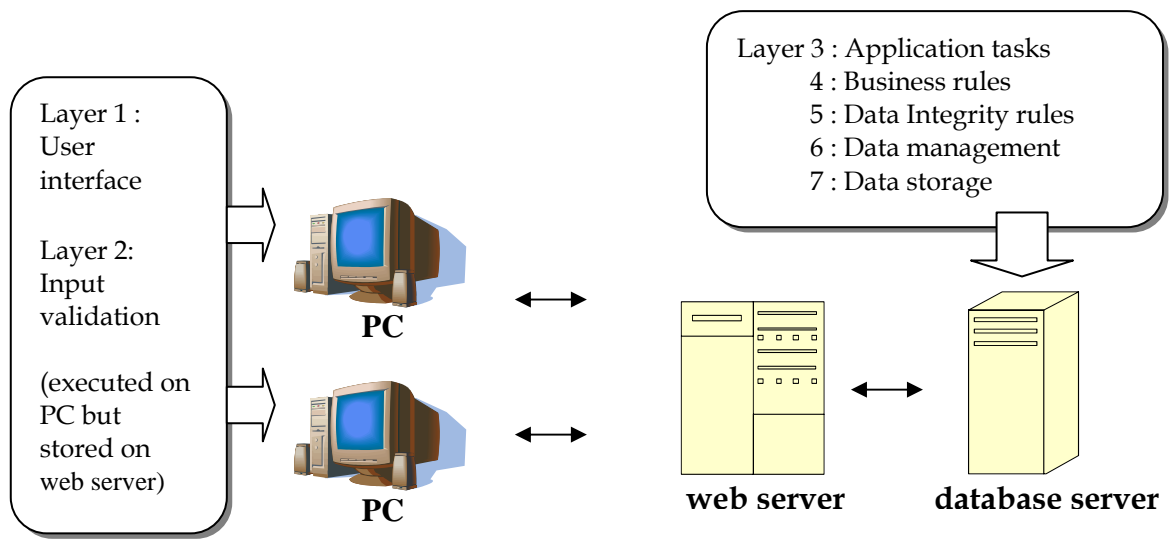 Layer 1 :
User
interface
Layer 2:
Input
validation
(executed on
PC but
stored on
web server)
Layer 3 : Application tasks
4 : Business rules
5 : Data Integrity rules
6 : Data management
7 : Data storage
PC
PC
web server
database server